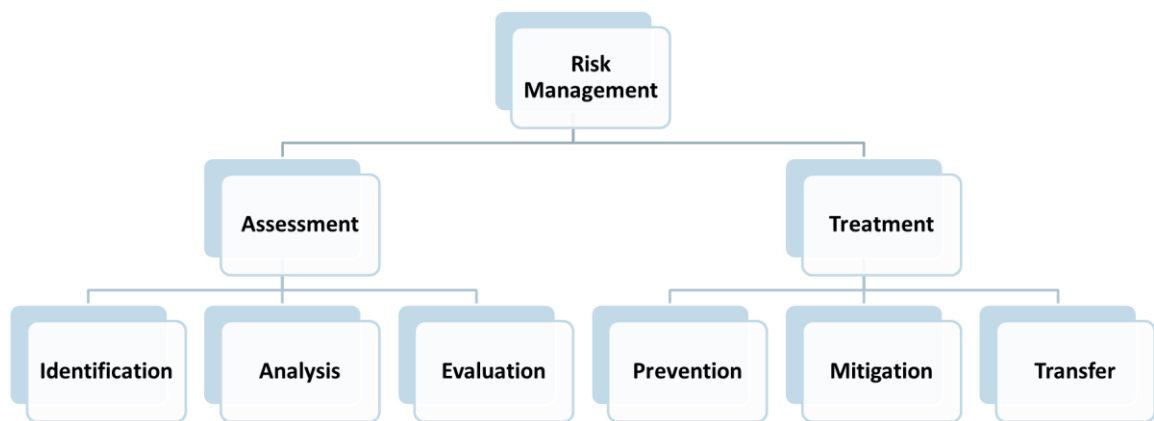 Risk
Management
Assessment
Treatment
Identification
Analysis
Evaluation
Prevention
Mitigation
Transfer